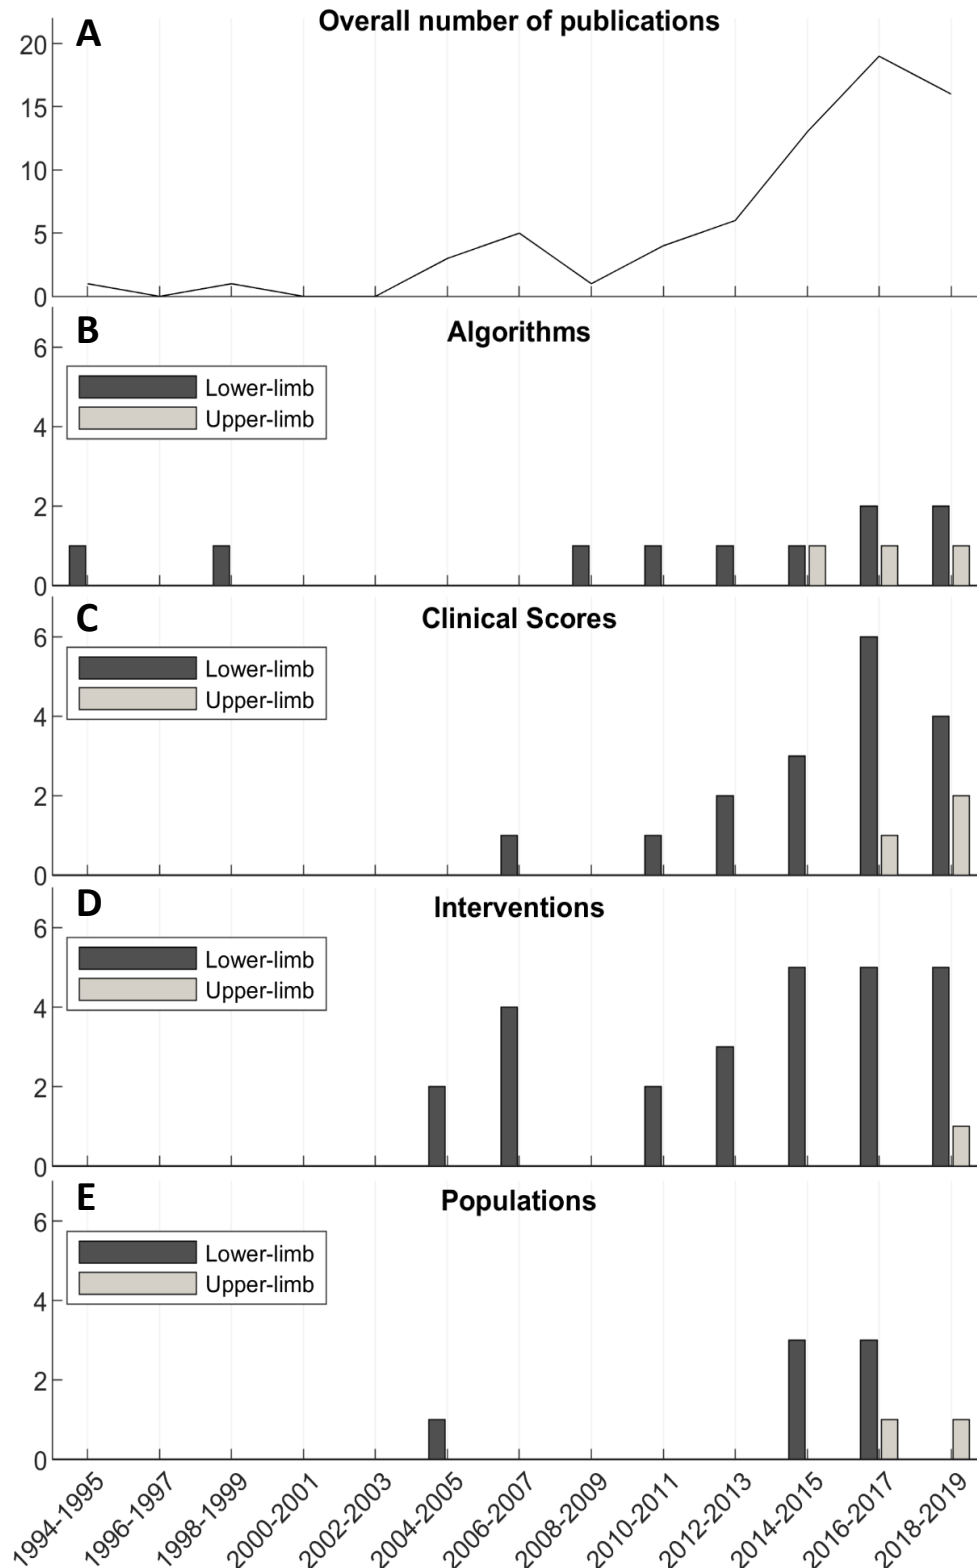 A
Overall number of publications
20
15
10
5
0
B
Algorithms
6
Lower-limb
Upper-limb
4
2
0
C
Clinical Scores
6
Lower-limb
Upper-limb
4
2
0
D
Interventions
6
Lower-limb
Upper-limb
4
2
0
E
Populations
6
Lower-limb
Upper-limb
4
2
0
1994-1995
1996-1997
1998-1999
2000-2001
2002-2003
2004-2005
2006-2007
2008-2009
2010-2011
2012-2013
2014-2015
2016-2017
2018-2019